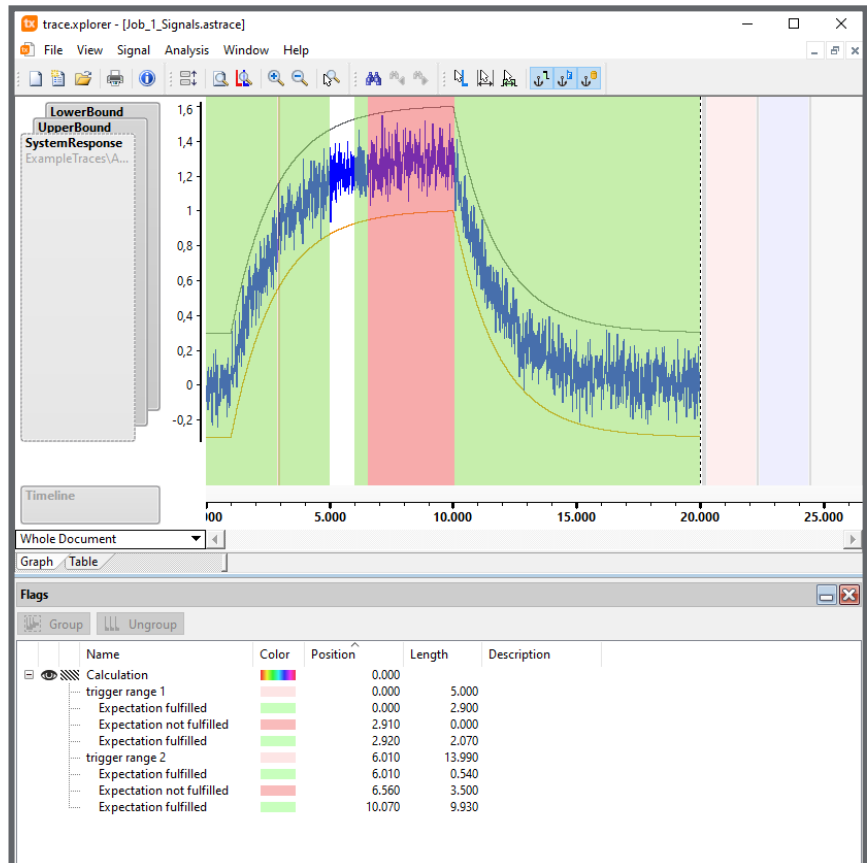 tx trace.xplorer - [Job_1_Signals.astrace]
File View Signal Analysis Window Help
LowerBound
UpperBound
SystemResponse
ExampleTraces\A...
1,6
1,4
1,2
1
0,8
0,6
0,4
0,2
0
-0,2
Timeline
000 5.000 10.000 15.000 20.000 25.000
Whole Document
Graph Table
Flags
Group Ungroup
Name Color Position Length Description
Calculation 0.000
trigger range 1 0.000 5.000
Expectation fulfilled 0.000 2.900
Expectation not fulfilled 2.910 0.000
Expectation fulfilled 2.920 2.070
trigger range 2 6.010 13.990
Expectation fulfilled 6.010 0.540
Expectation not fulfilled 6.560 3.500
Expectation fulfilled 10.070 9.930